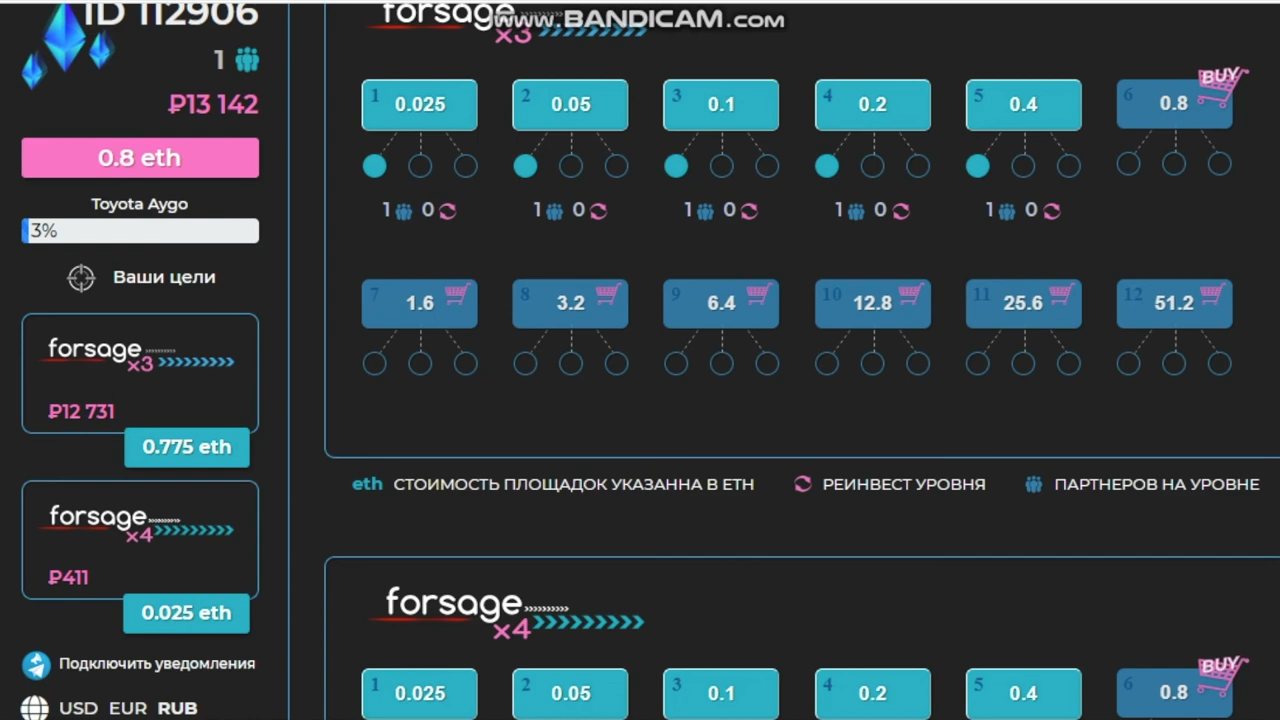 ID 112906
1
₽13 142
0.8 eth
Toyota Aygo
3%
Ваши цели
forsage
x3
₽12 731
0.775 eth
forsage
x4
₽411
0.025 eth
Подключить уведомления
USD EUR RUB
www.BANDICAM.com
forsage
x3
1 0.025
2 0.05
3 0.1
4 0.2
5 0.4
6 0.8 BUY
1 0
1 0
1 0
1 0
1 0
7 1.6
8 3.2
9 6.4
10 12.8
11 25.6
12 51.2
eth СТОИМОСТЬ ПЛОЩАДОК УКАЗАННА В ETH
РЕИНВЕСТ УРОВНЯ
ПАРТНЕРОВ НА УРОВНЕ
forsage
x4
1 0.025
2 0.05
3 0.1
4 0.2
5 0.4
6 0.8 BUY